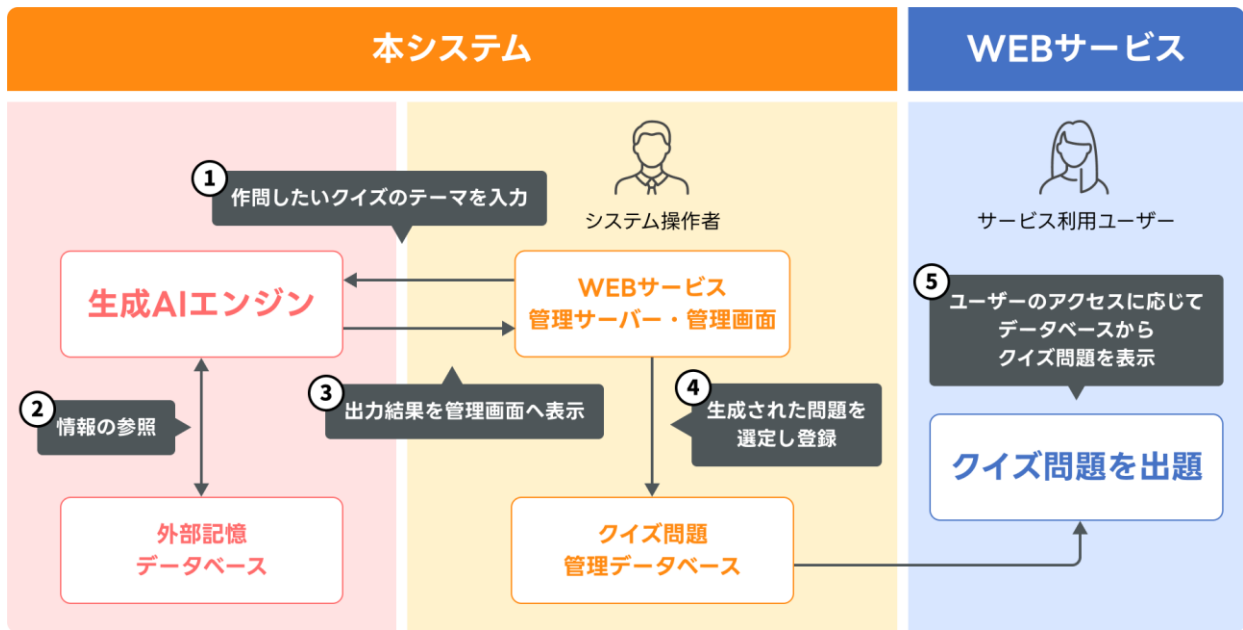 本システム
WEBサービス
1
作問したいクイズのテーマを入力
システム操作者
サービス利用ユーザー
生成AIエンジン
WEBサービス
管理サーバー・管理画面
5
ユーザーのアクセスに応じて
データベースから
クイズ問題を表示
2
情報の参照
3
出力結果を管理画面へ表示
4
生成された問題を
選定し登録
クイズ問題を出題
外部記憶
データベース
クイズ問題
管理データベース